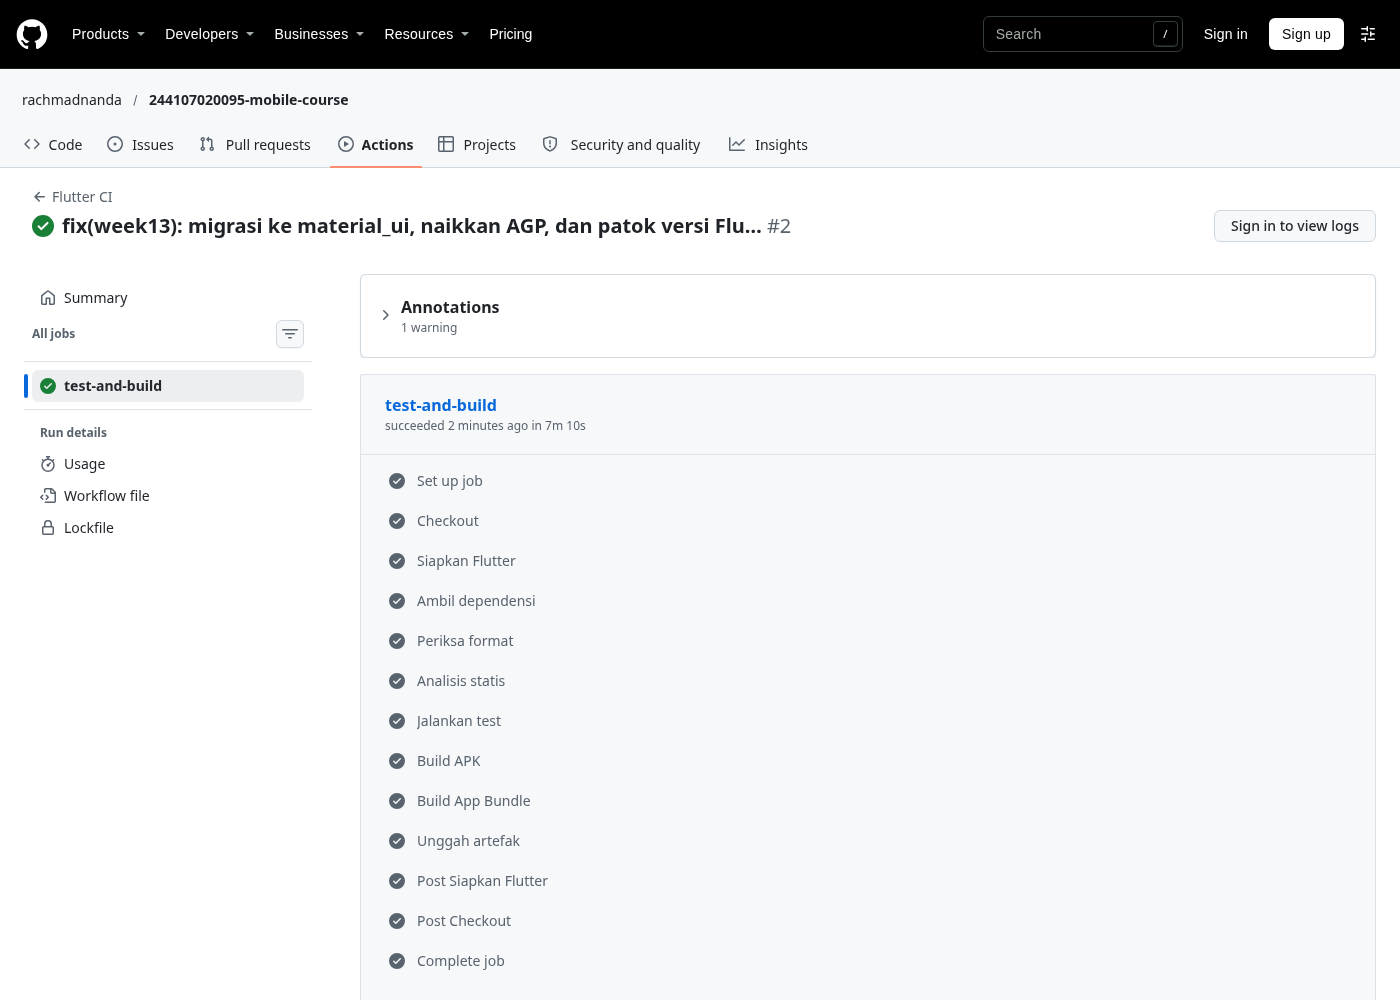 Products Developers Businesses Resources Pricing Search / Sign in Sign up
rachmadnanda / 244107020095-mobile-course
Code Issues Pull requests Actions Projects Security and quality Insights
Flutter CI
fix(week13): migrasi ke material_ui, naikkan AGP, dan patok versi Flu... #2
Sign in to view logs
Summary
All jobs
test-and-build
Run details
Usage
Workflow file
Lockfile
Annotations
1 warning
test-and-build
succeeded 2 minutes ago in 7m 10s
Set up job
Checkout
Siapkan Flutter
Ambil dependensi
Periksa format
Analisis statis
Jalankan test
Build APK
Build App Bundle
Unggah artefak
Post Siapkan Flutter
Post Checkout
Complete job